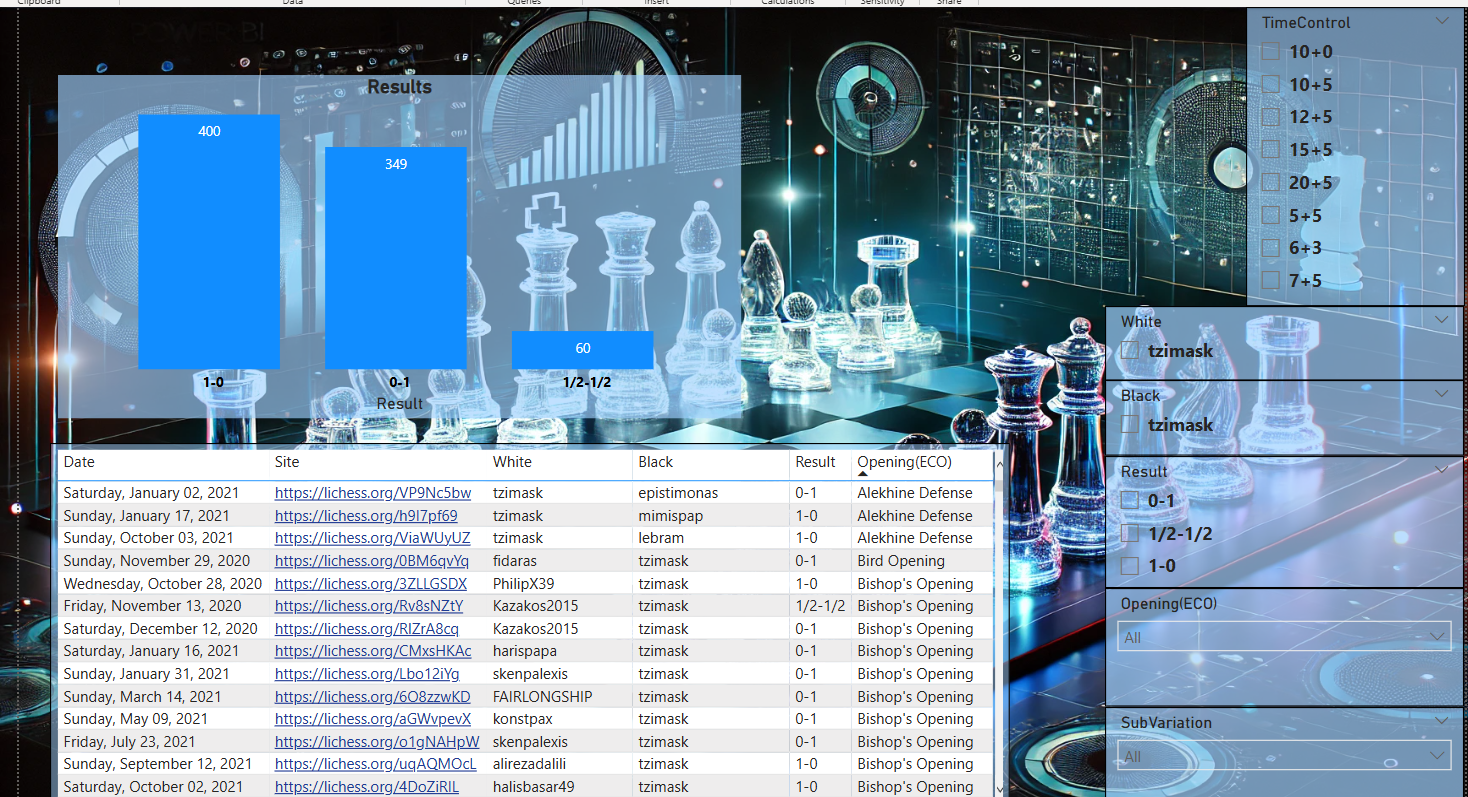 Clipboard Data Queries Insert Calculations Sensitivity Share
POWER BI
Results
400
349
60
1-0 0-1 1/2-1/2
Result
TimeControl
10+0
10+5
12+5
15+5
20+5
5+5
6+3
7+5
White
tzimask
Black
tzimask
Result
0-1
1/2-1/2
1-0
Opening(ECO)
All
SubVariation
All
Date Site White Black Result Opening(ECO)
Saturday, January 02, 2021 https://lichess.org/VP9Nc5bw tzimask epistimonas 0-1 Alekhine Defense
Sunday, January 17, 2021 https://lichess.org/h9I7pf69 tzimask mimispap 1-0 Alekhine Defense
Sunday, October 03, 2021 https://lichess.org/ViaWUyUZ tzimask lebram 1-0 Alekhine Defense
Sunday, November 29, 2020 https://lichess.org/0BM6qvYq fidaras tzimask 0-1 Bird Opening
Wednesday, October 28, 2020 https://lichess.org/3ZLLGSDX PhilipX39 tzimask 1-0 Bishop's Opening
Friday, November 13, 2020 https://lichess.org/Rv8sNZtY Kazakos2015 tzimask 1/2-1/2 Bishop's Opening
Saturday, December 12, 2020 https://lichess.org/RIZrA8cq Kazakos2015 tzimask 0-1 Bishop's Opening
Saturday, January 16, 2021 https://lichess.org/CMxsHKAc harispapa tzimask 0-1 Bishop's Opening
Sunday, January 31, 2021 https://lichess.org/Lbo12iYg skenpalexis tzimask 0-1 Bishop's Opening
Sunday, March 14, 2021 https://lichess.org/6O8zzwKD FAIRLONGSHIP tzimask 0-1 Bishop's Opening
Sunday, May 09, 2021 https://lichess.org/aGWvpevX konstpax tzimask 0-1 Bishop's Opening
Friday, July 23, 2021 https://lichess.org/o1gNAHpW skenpalexis tzimask 0-1 Bishop's Opening
Sunday, September 12, 2021 https://lichess.org/uqAQMOcL alirezadalili tzimask 1-0 Bishop's Opening
Saturday, October 02, 2021 https://lichess.org/4DoZiRIL halisbasar49 tzimask 1-0 Bishop's Opening